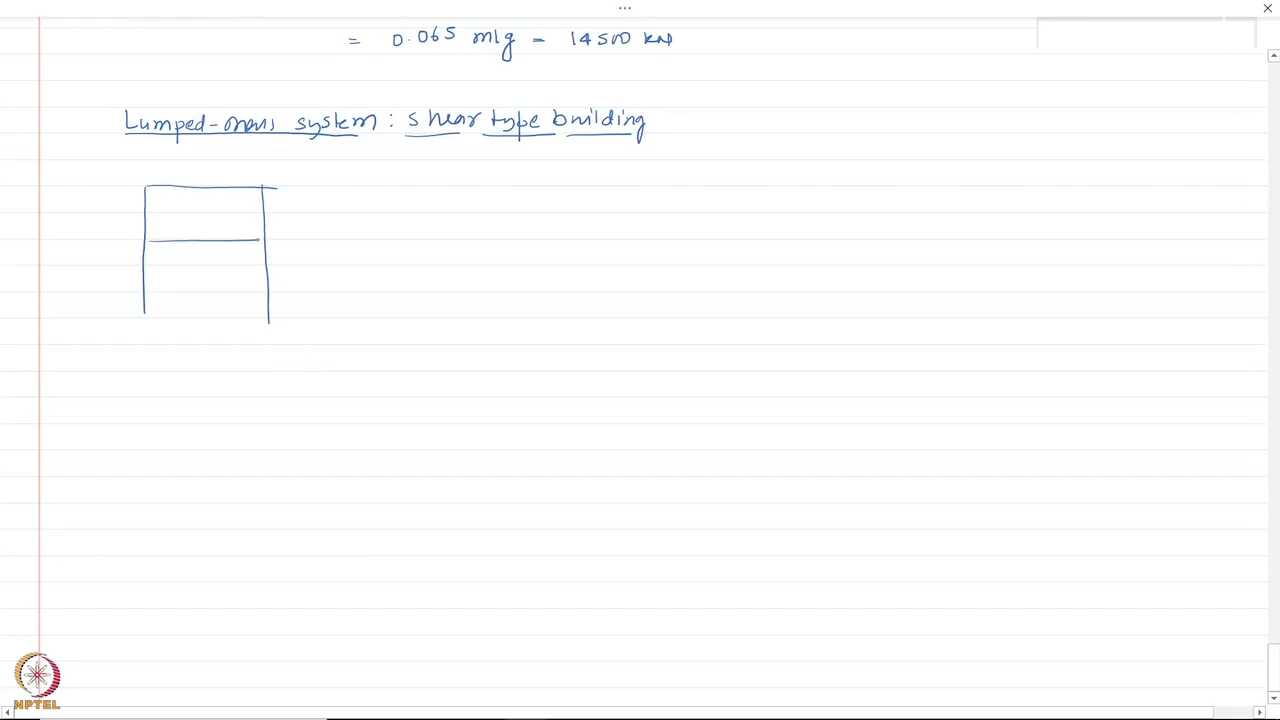 = 0.065 mlg = 14500 kN
Lumped-mass system: shear type building
NPTEL